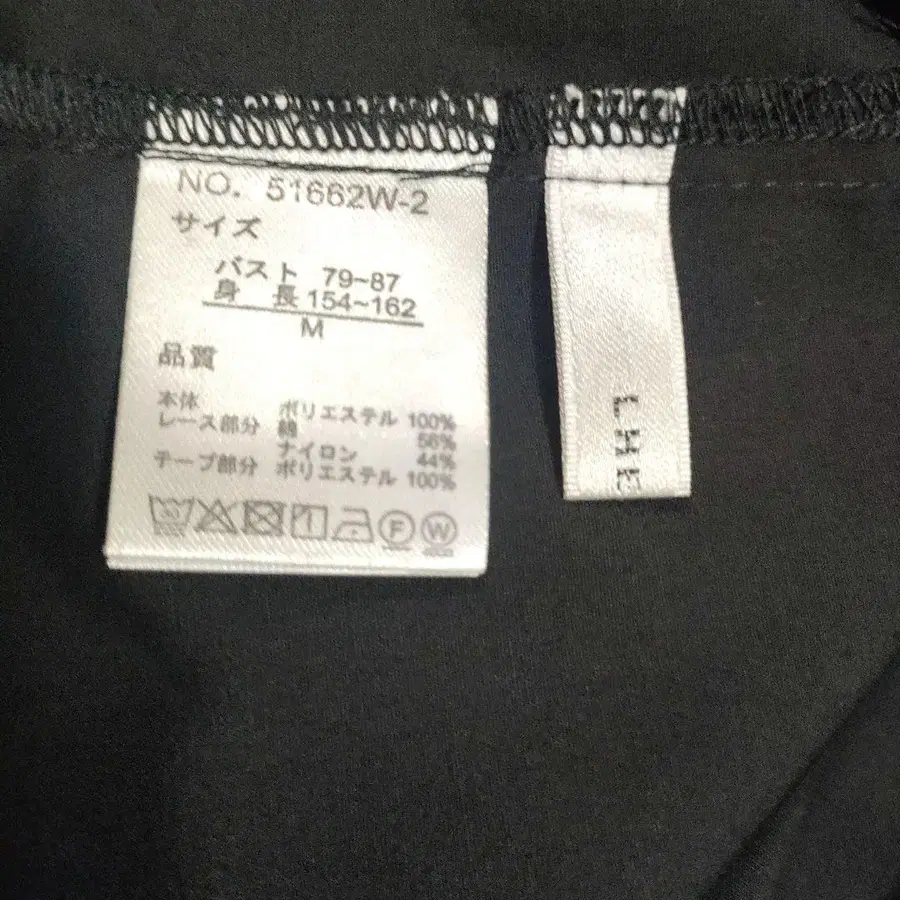 NO. 51662W-2
サイズ
バスト 79~87
身 長 154~162
M
品質
本体 ポリエステル 100%
レース部分 綿 56%
ナイロン 44%
テープ部分 ポリエステル 100%
F W
LHE